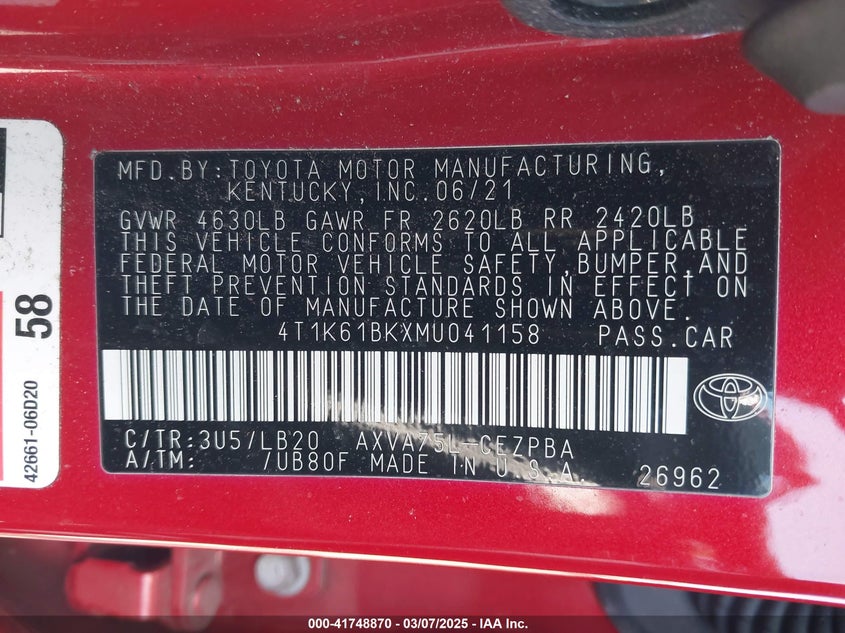 MFD.BY:TOYOTA MOTOR MANUFACTURING,
KENTUCKY,INC.06/21
GVWR 4630LB GAWR FR 2620LB RR 2420LB
THIS VEHICLE CONFORMS TO ALL APPLICABLE
FEDERAL MOTOR VEHICLE SAFETY,BUMPER,AND
THEFT PREVENTION STANDARDS IN EFFECT ON
THE DATE OF MANUFACTURE SHOWN ABOVE.
4T1K61BKXMU041158 PASS.CAR
C/TR:3U5/LB20 AXVA75L-CEZPBA
A/TM: 7UB80F MADE IN U.S.A. 26962
58
42661-06D20
000-41748870 - 03/07/2025 - IAA Inc.